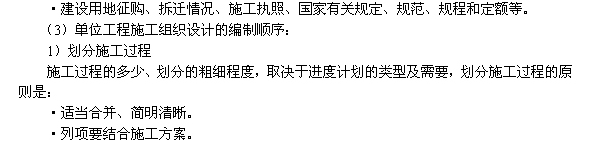 ·建设用地征购、拆迁情况、施工执照、国家有关规定、规范、规程和定额等。
（3）单位工程施工组织设计的编制顺序：
1）划分施工过程
施工过程的多少、划分的粗细程度，取决于进度计划的类型及需要，划分施工过程的原
则是：
·适当合并、简明清晰。
·列项要结合施工方案。